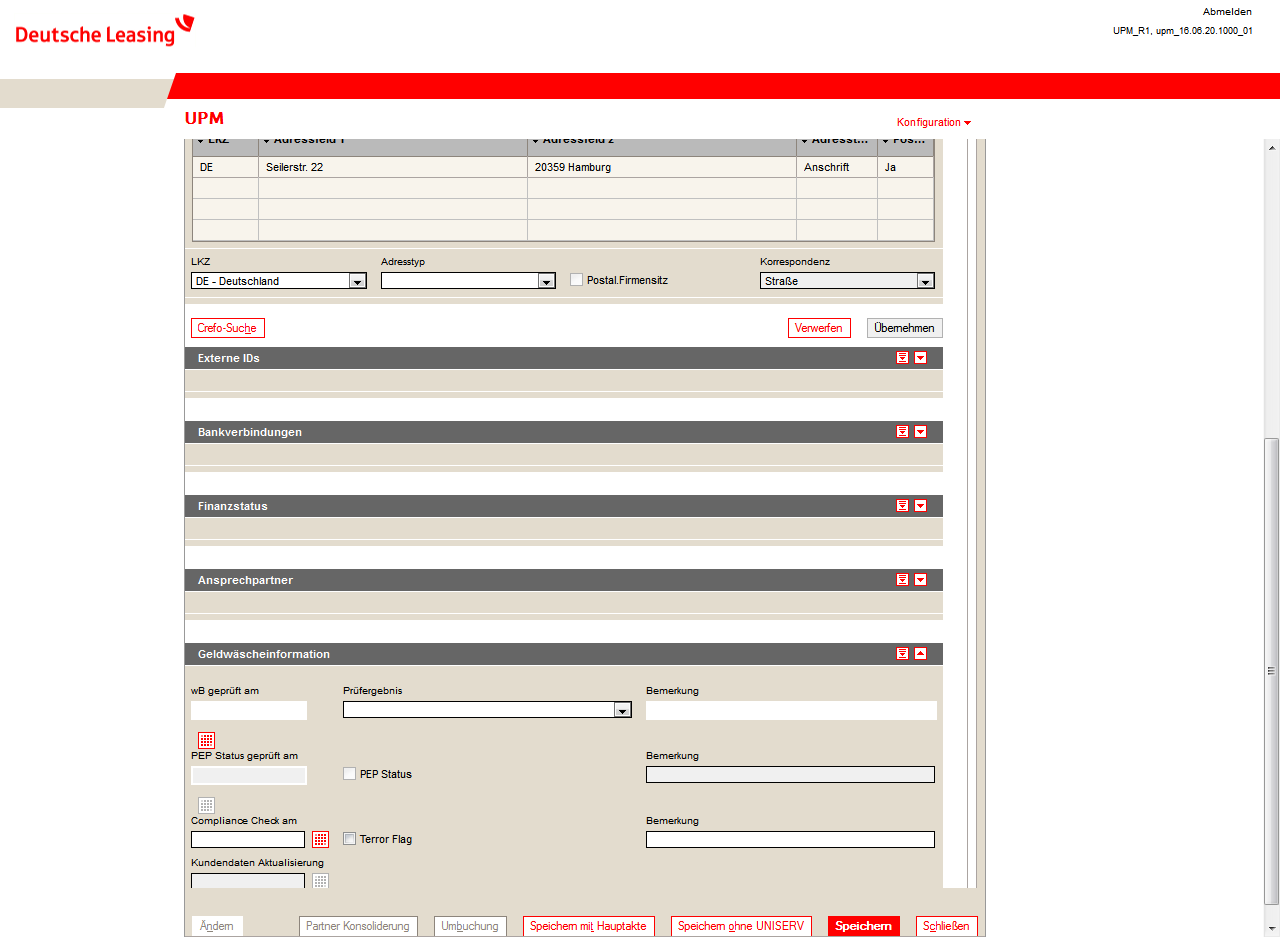 Abmelden
Deutsche Leasing
UPM_R1, upm_16.06.20.1000_01
UPM
Konfiguration
LKZ Adressfeld 1 Adressfeld 2 Adresst... Pos...
DE Seilerstr. 22 20359 Hamburg Anschrift Ja
LKZ Adresstyp Korrespondenz
DE - Deutschland Postal.Firmensitz Straße
Crefo-Suche Verwerfen Übernehmen
Externe IDs
Bankverbindungen
Finanzstatus
Ansprechpartner
Geldwäscheinformation
wB geprüft am Prüfergebnis Bemerkung
PEP Status geprüft am Bemerkung
PEP Status
Compliance Check am Bemerkung
Terror Flag
Kundendaten Aktualisierung
Ändern Partner Konsolidierung Umbuchung Speichern mit Hauptakte Speichern ohne UNISERV Speichern Schließen